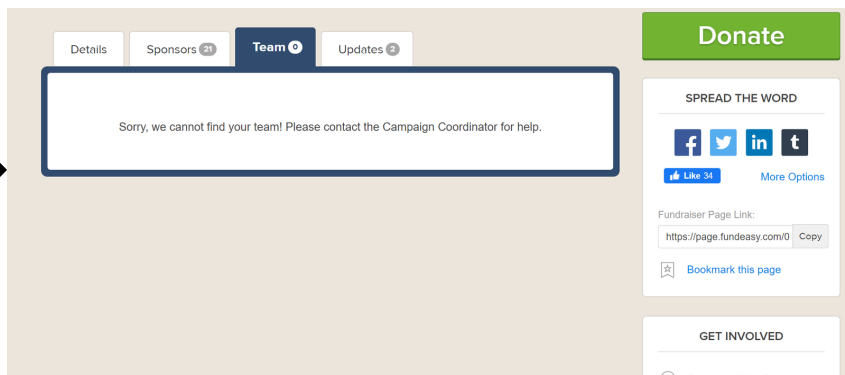 Details
Sponsors 21
Team 0
Updates 2
Sorry, we cannot find your team! Please contact the Campaign Coordinator for help.
Donate
SPREAD THE WORD
f
in
t
Like 34
More Options
Fundraiser Page Link:
https://page.fundeasy.com/0
Copy
Bookmark this page
GET INVOLVED